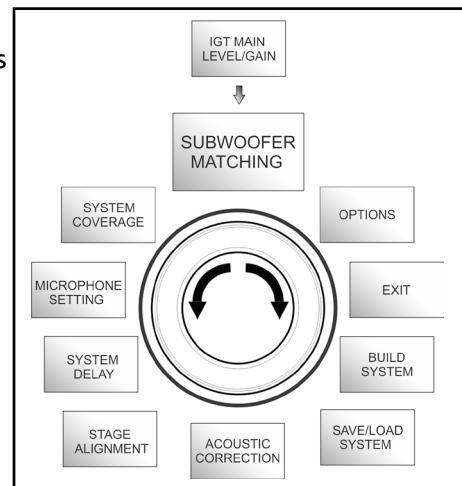 S
IGT MAIN
LEVEL/GAIN
SUBWOOFER
MATCHING
SYSTEM
COVERAGE
OPTIONS
MICROPHONE
SETTING
EXIT
SYSTEM
DELAY
BUILD
SYSTEM
STAGE
ALIGNMENT
ACOUSTIC
CORRECTION
SAVE/LOAD
SYSTEM